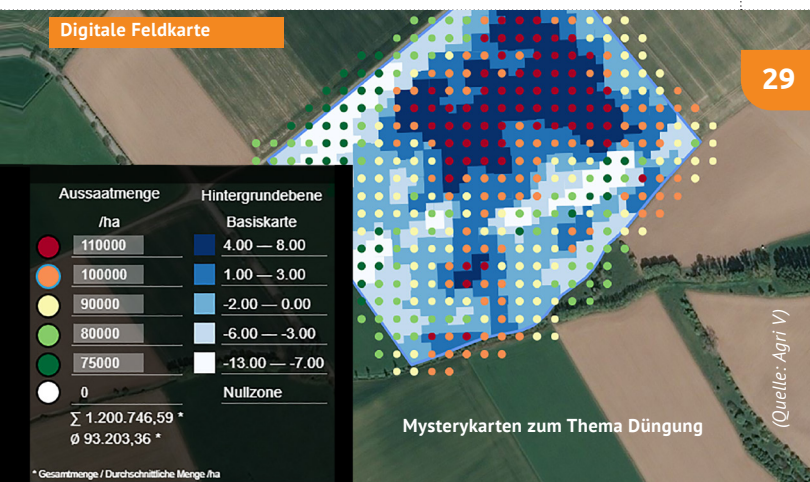 Digitale Feldkarte
29
Aussaatmenge
/ha
110000
100000
90000
80000
75000
0
∑ 1.200.746,59 *
Ø 93.203,36 *
* Gesamtmenge / Durchschnittliche Menge /ha
Hintergrundebene
Basiskarte
4.00 — 8.00
1.00 — 3.00
-2.00 — 0.00
-6.00 — -3.00
-13.00 — -7.00
Nullzone
Mysterykarten zum Thema Düngung
(Quelle: Agri V)